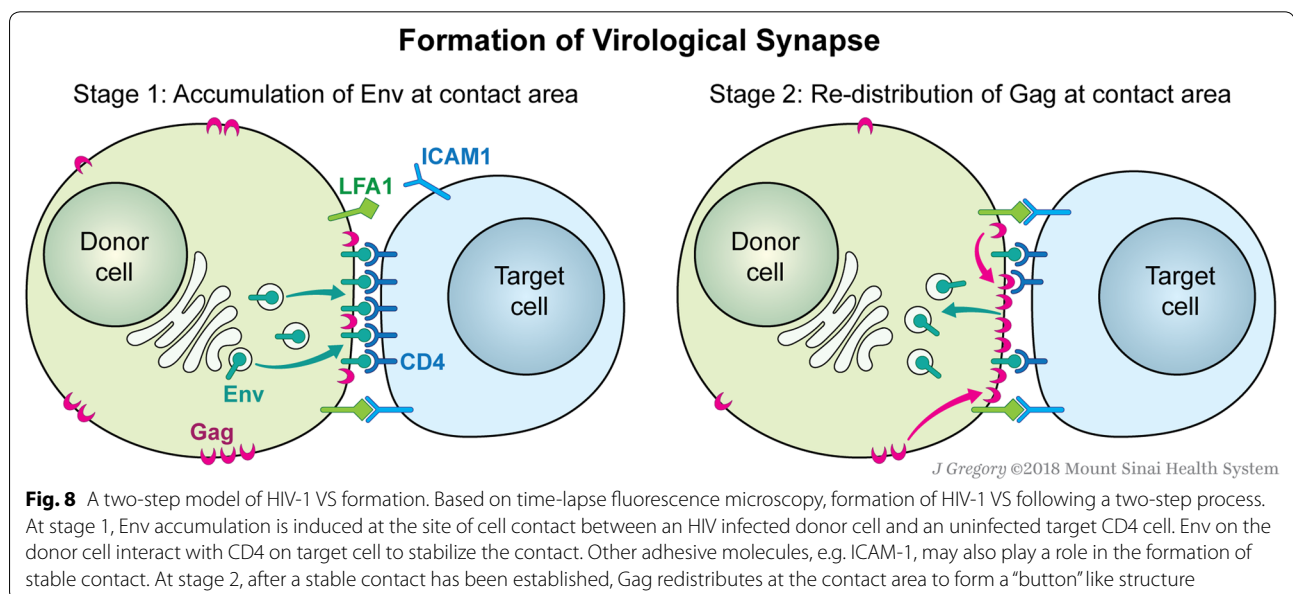 Formation of Virological Synapse
Stage 1: Accumulation of Env at contact area
Stage 2: Re-distribution of Gag at contact area
ICAM1
LFA1
Donor
cell
Target
cell
CD4
Env
Gag
Donor
cell
Target
cell
J Gregory ©2018 Mount Sinai Health System
Fig. 8 A two-step model of HIV-1 VS formation. Based on time-lapse fluorescence microscopy, formation of HIV-1 VS following a two-step process.
At stage 1, Env accumulation is induced at the site of cell contact between an HIV infected donor cell and an uninfected target CD4 cell. Env on the
donor cell interact with CD4 on target cell to stabilize the contact. Other adhesive molecules, e.g. ICAM-1, may also play a role in the formation of
stable contact. At stage 2, after a stable contact has been established, Gag redistributes at the contact area to form a “button” like structure